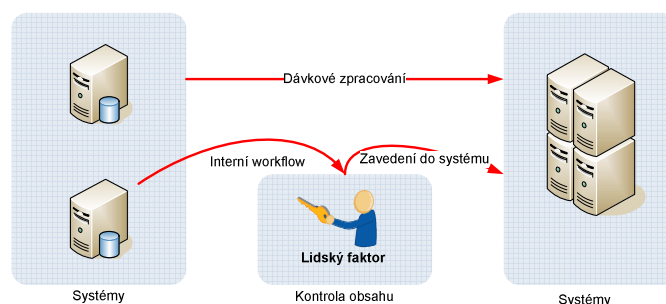 Dávkové zpracování
Interní workflow
Zavedení do systému
Lidský faktor
Systémy
Kontrola obsahu
Systémy